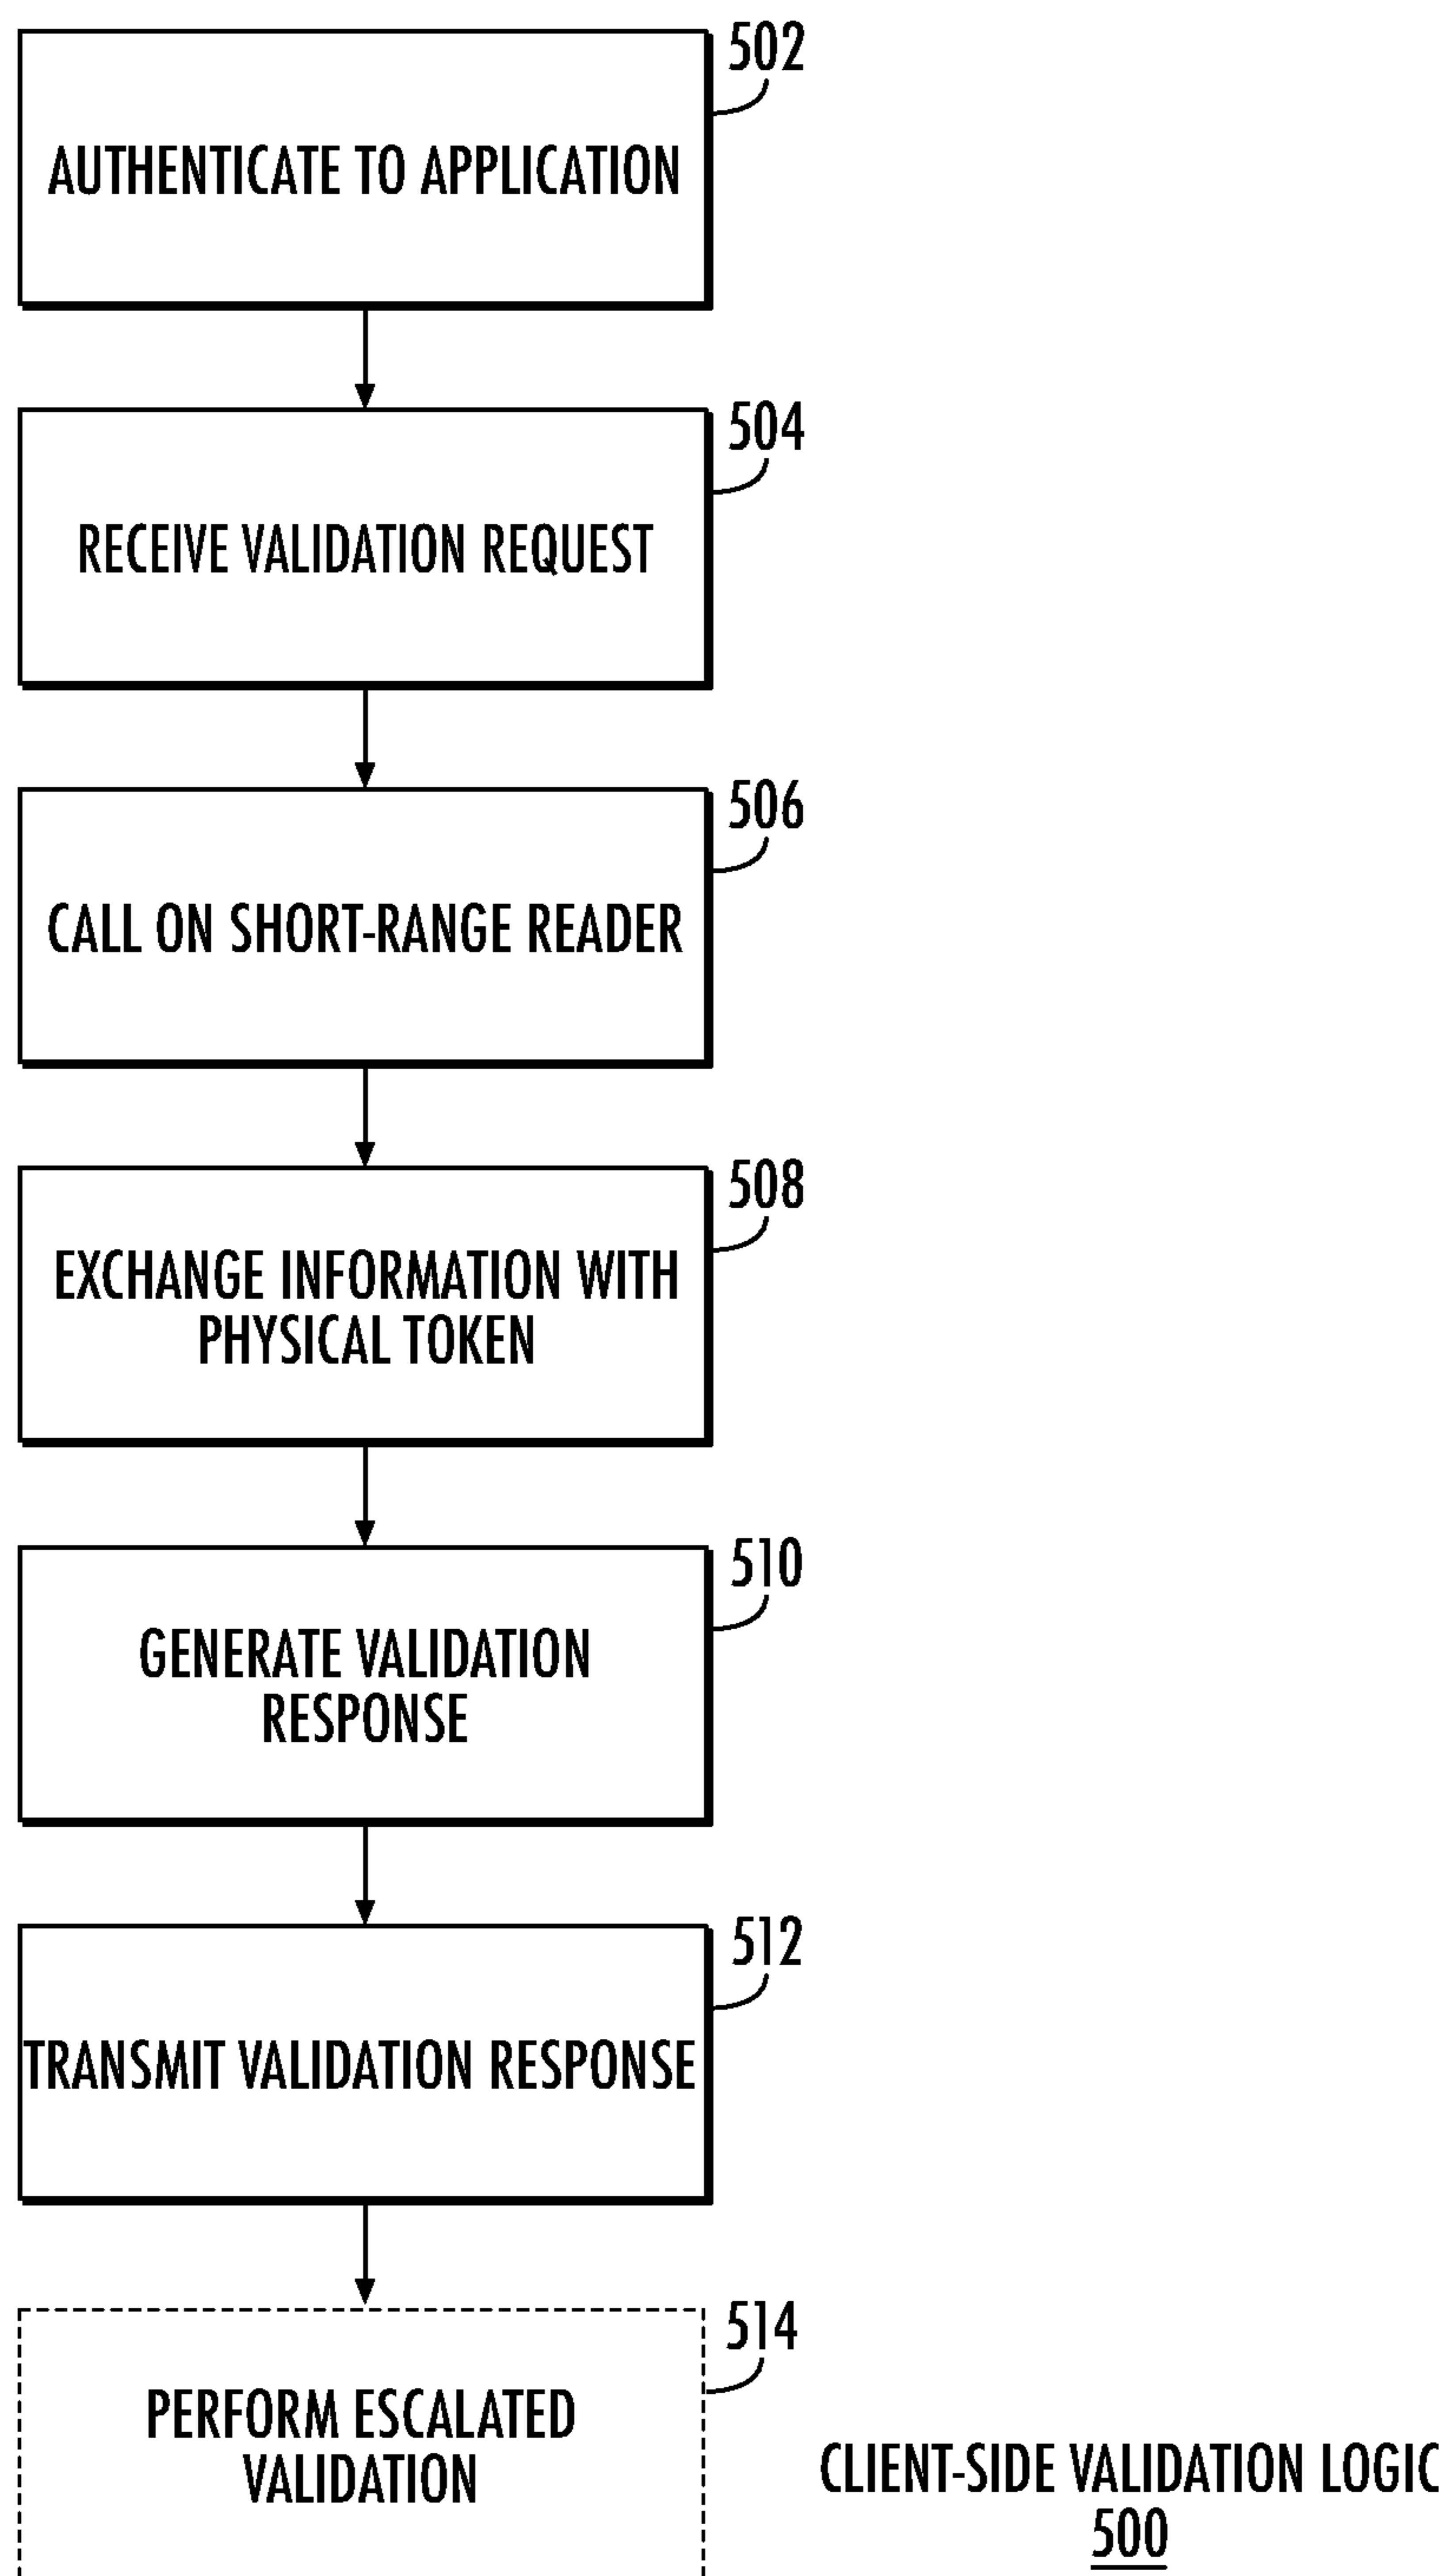 502
AUTHENTICATE TO APPLICATION
504
RECEIVE VALIDATION REQUEST
506
CALL ON SHORT-RANGE READER
508
EXCHANGE INFORMATION WITH
PHYSICAL TOKEN
510
GENERATE VALIDATION
RESPONSE
512
TRANSMIT VALIDATION RESPONSE
514
PERFORM ESCALATED
VALIDATION
CLIENT-SIDE VALIDATION LOGIC
500